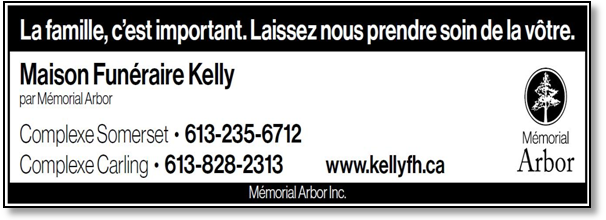 La famille, c'est important. Laissez nous prendre soin de la vôtre.
Maison Funéraire Kelly
par Mémorial Arbor
Complexe Somerset • 613-235-6712
Complexe Carling • 613-828-2313 www.kellyfh.ca
Mémorial
Arbor
Mémorial Arbor Inc.